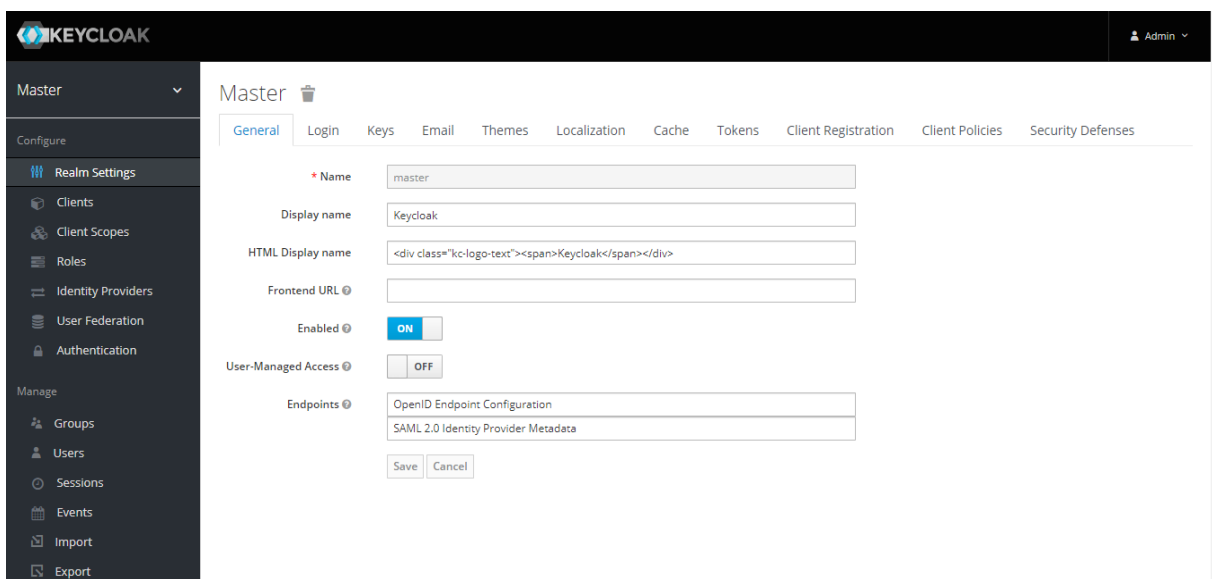 KEYCLOAK
Admin
Master
Configure
Realm Settings
Clients
Client Scopes
Roles
Identity Providers
User Federation
Authentication
Manage
Groups
Users
Sessions
Events
Import
Export
Master
General Login Keys Email Themes Localization Cache Tokens Client Registration Client Policies Security Defenses
* Name master
Display name Keycloak
HTML Display name <div class="kc-logo-text"><span>Keycloak</span></div>
Frontend URL
Enabled ON
User-Managed Access OFF
Endpoints OpenID Endpoint Configuration
SAML 2.0 Identity Provider Metadata
Save Cancel